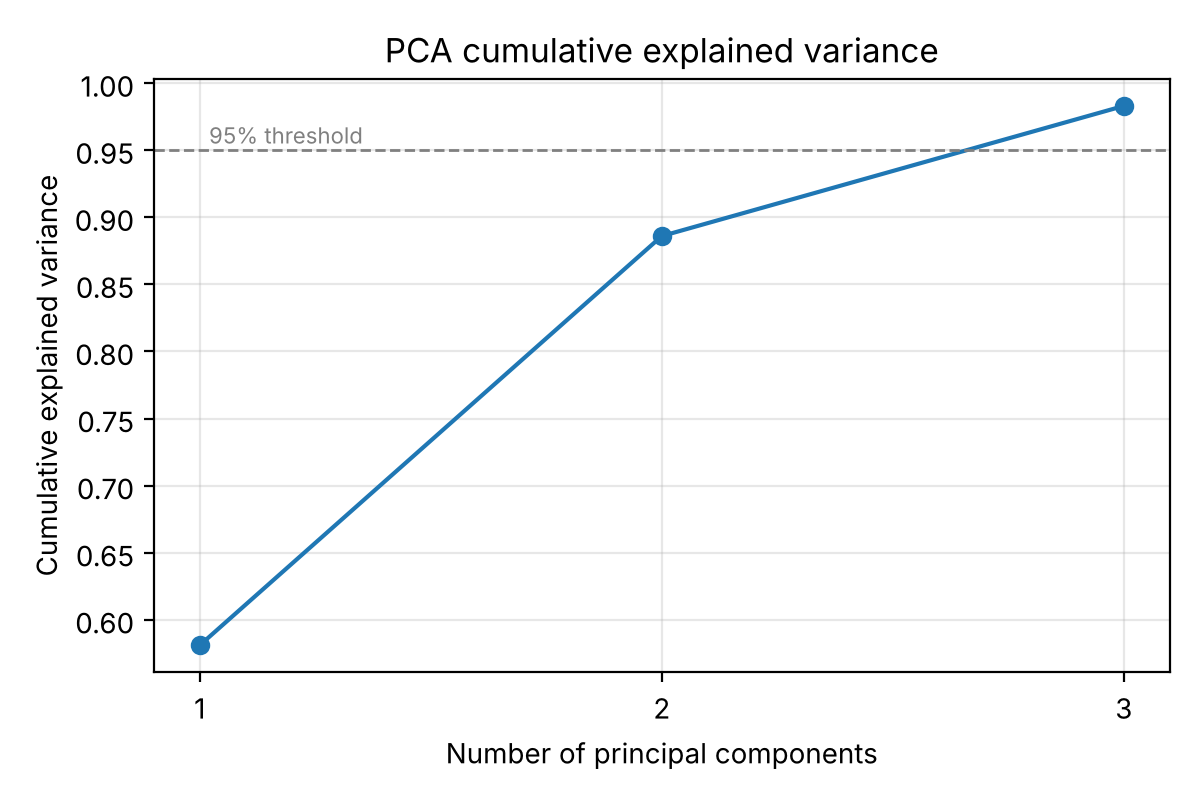 PCA cumulative explained variance
1.00
95% threshold
0.95
0.90
0.85
0.80
0.75
0.70
0.65
0.60
Cumulative explained variance
1 2 3
Number of principal components